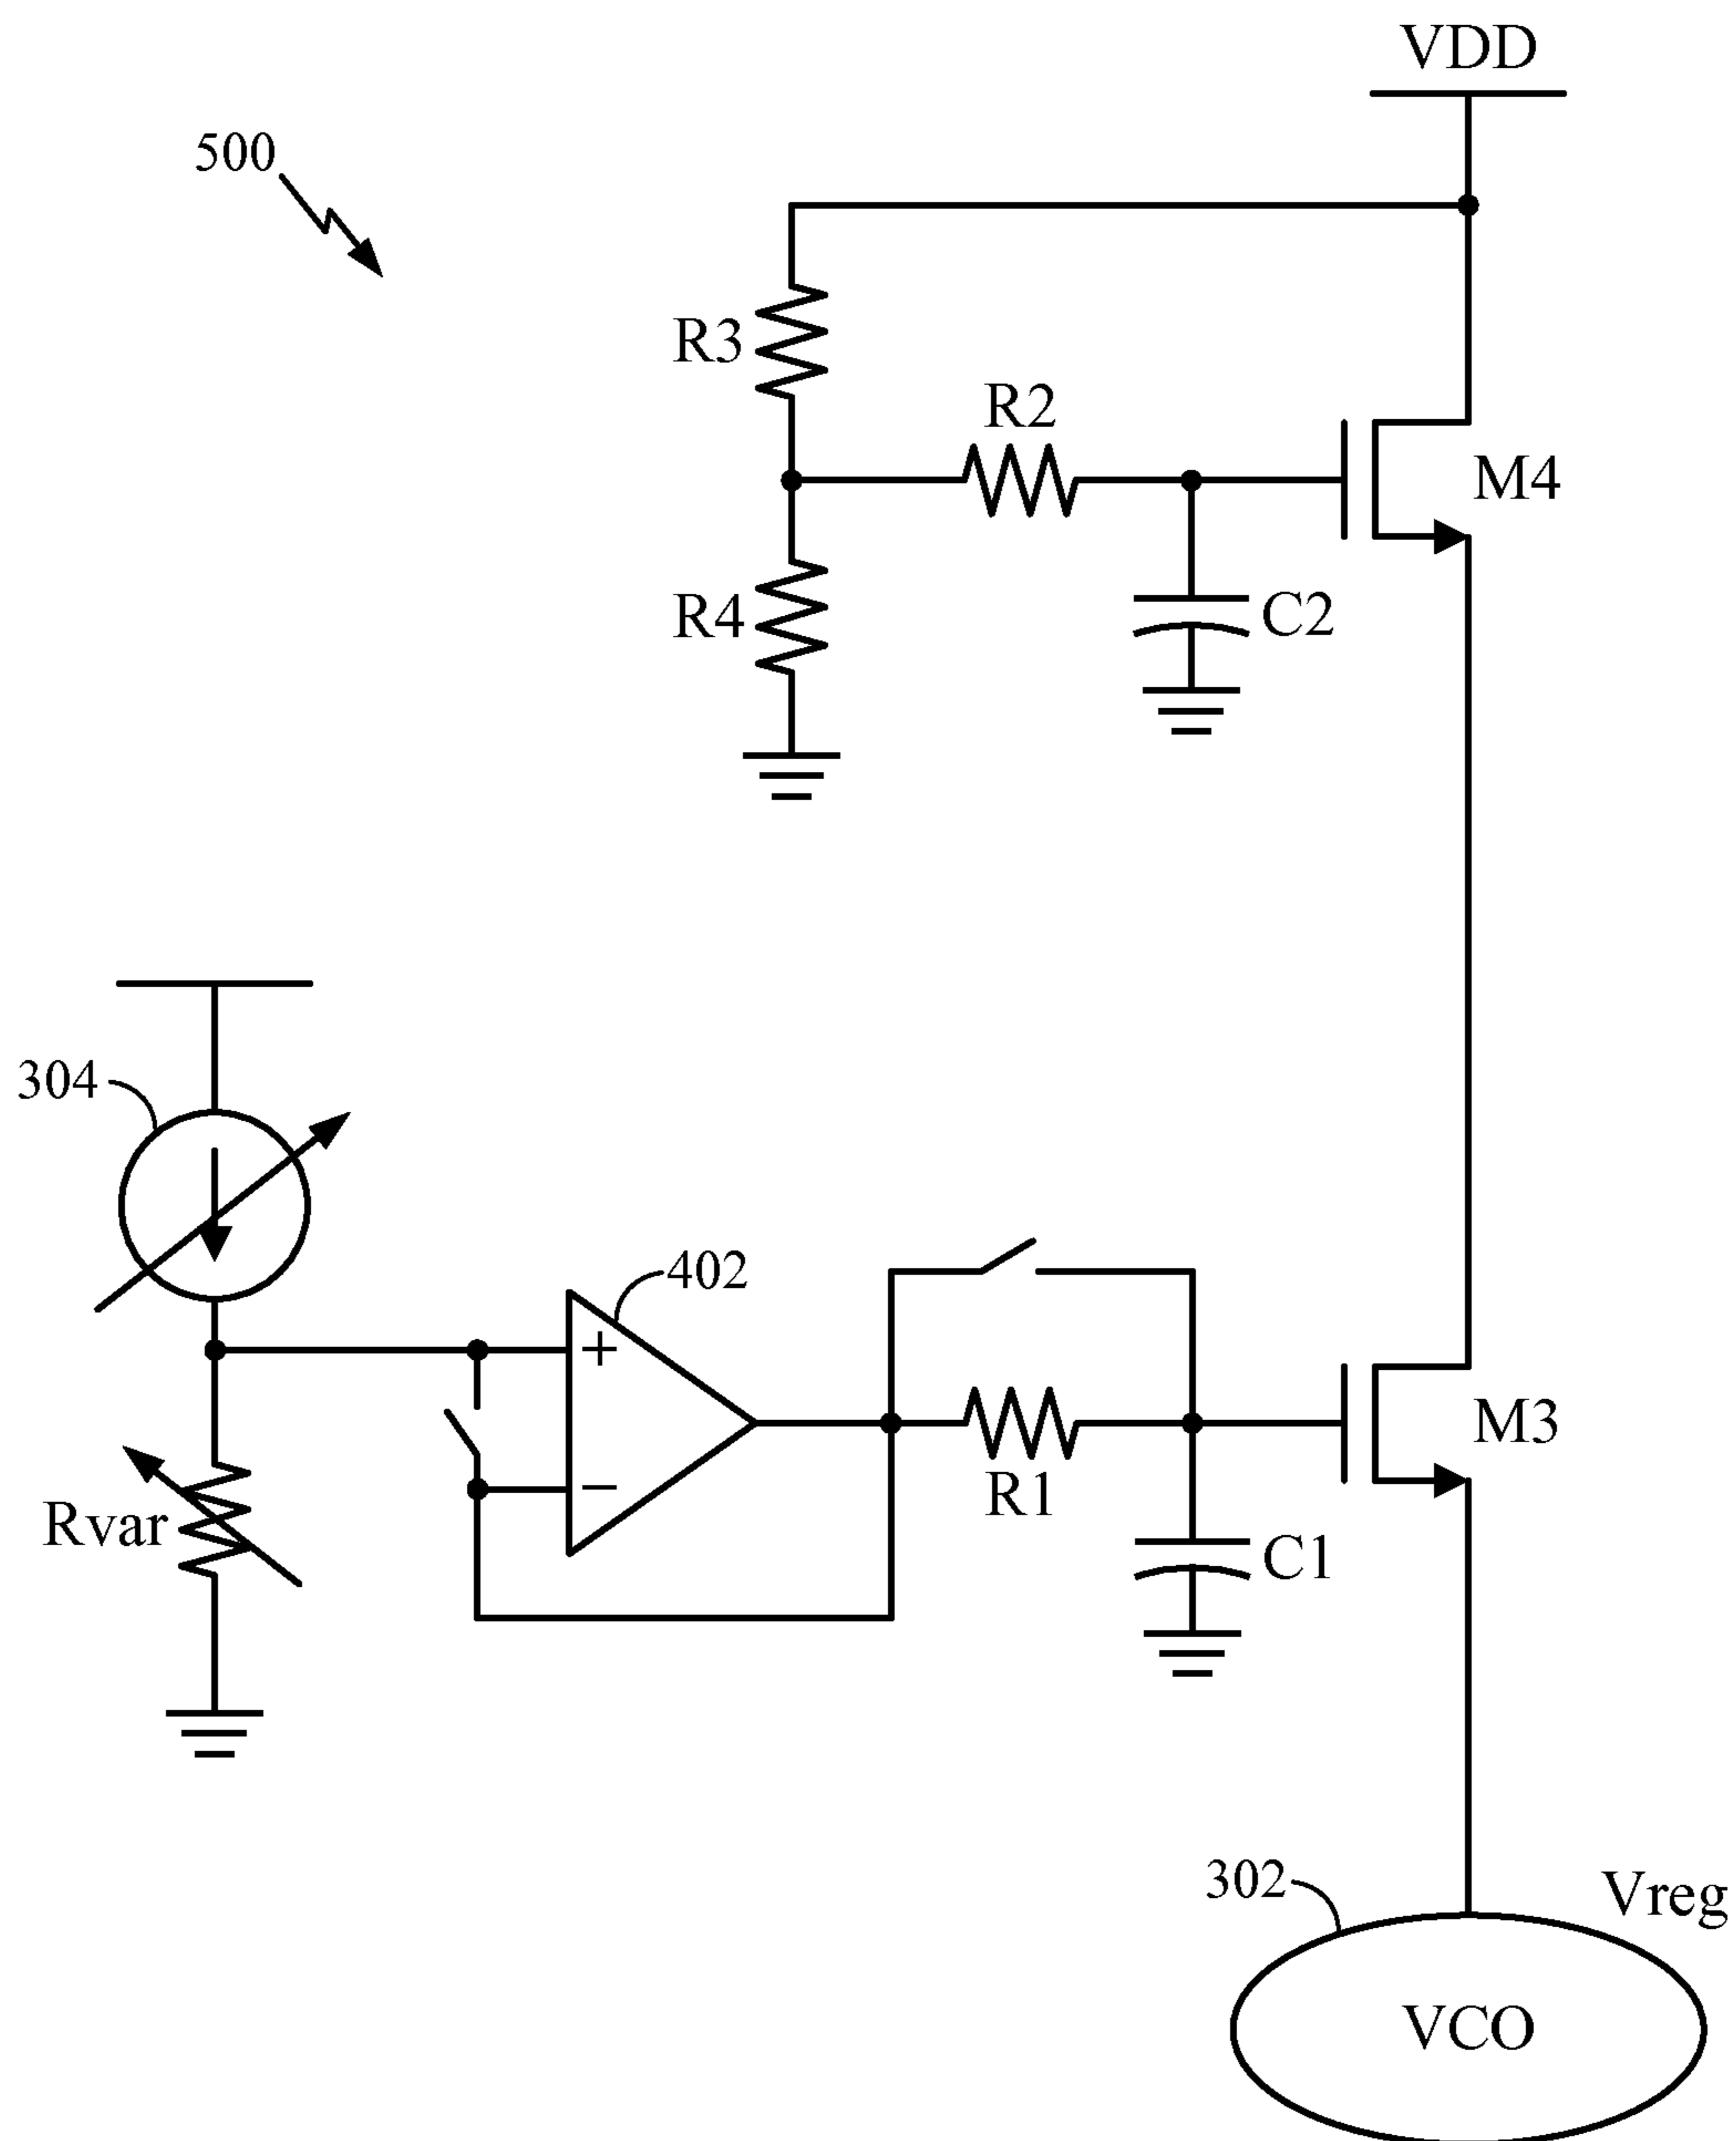 VDD
500
R3
R2
M4
R4
C2
304
402
+
M3
−
R1
Rvar
C1
302
Vreg
VCO